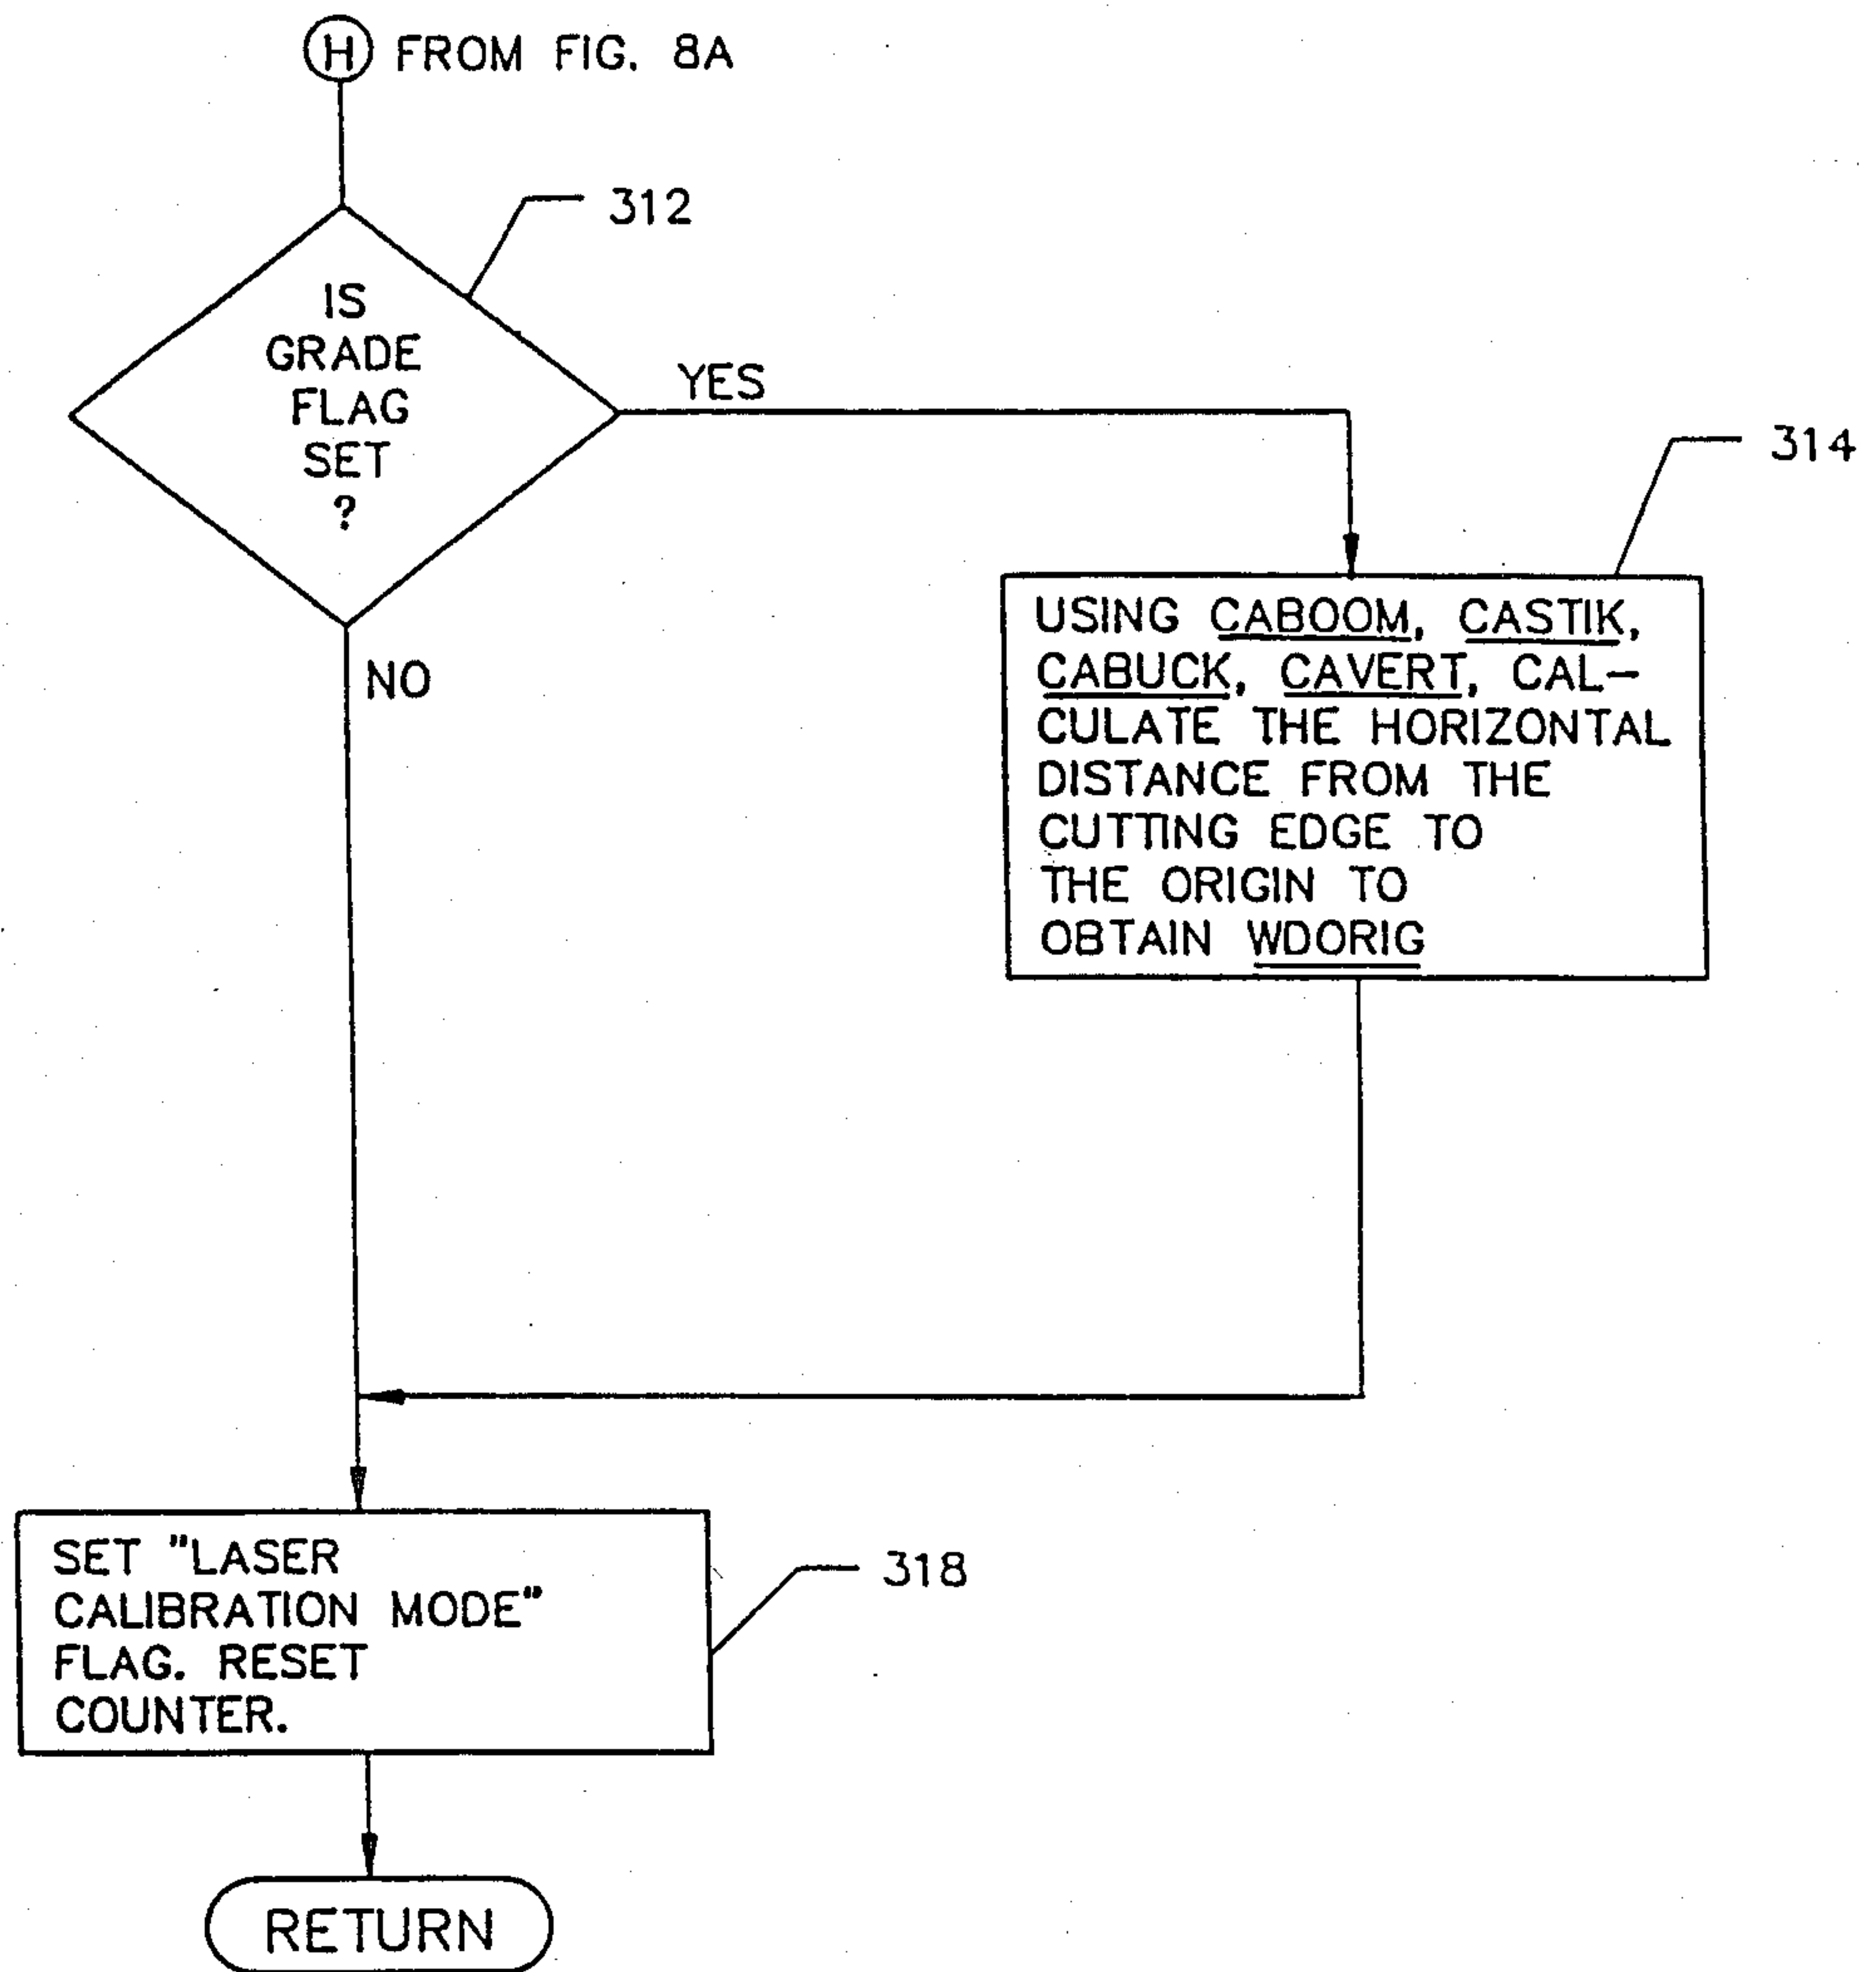 H FROM FIG. 8A
312
IS
GRADE
FLAG
SET
?
YES
NO
314
USING CABOOM, CASTIK,
CABUCK, CAVERT, CAL-
CULATE THE HORIZONTAL
DISTANCE FROM THE
CUTTING EDGE TO
THE ORIGIN TO
OBTAIN WDORIG
SET "LASER
CALIBRATION MODE"
FLAG. RESET
COUNTER.
318
RETURN